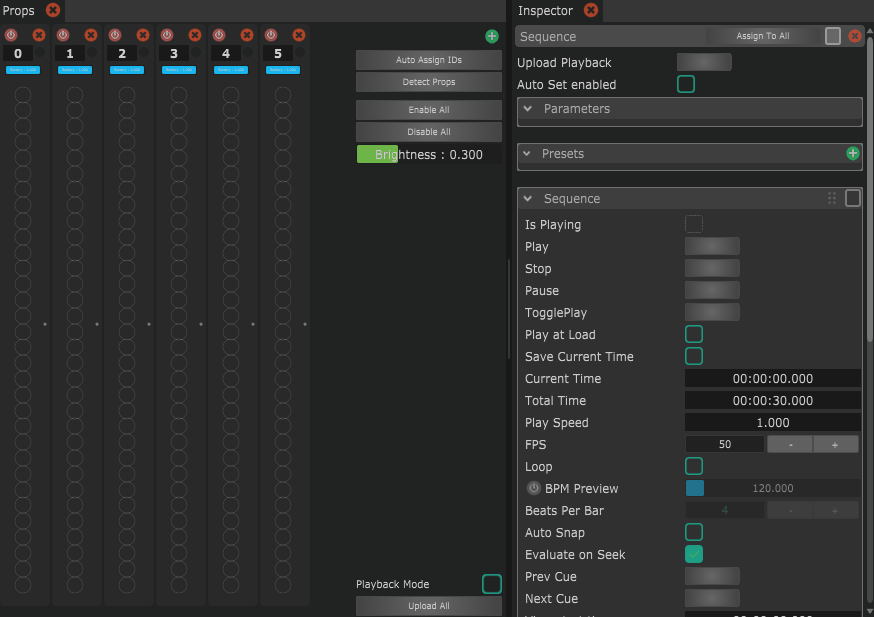 Props
0 1 2 3 4 5
Auto Assign IDs
Detect Props
Enable All
Disable All
Brightness : 0.300
Playback Mode
Upload All
Inspector
Sequence Assign To All
Upload Playback
Auto Set enabled
Parameters
Presets
Sequence
Is Playing
Play
Stop
Pause
TogglePlay
Play at Load
Save Current Time
Current Time 00:00:00.000
Total Time 00:00:30.000
Play Speed 1.000
FPS 50 - +
Loop
BPM Preview 120.000
Beats Per Bar 4 - +
Auto Snap
Evaluate on Seek
Prev Cue
Next Cue